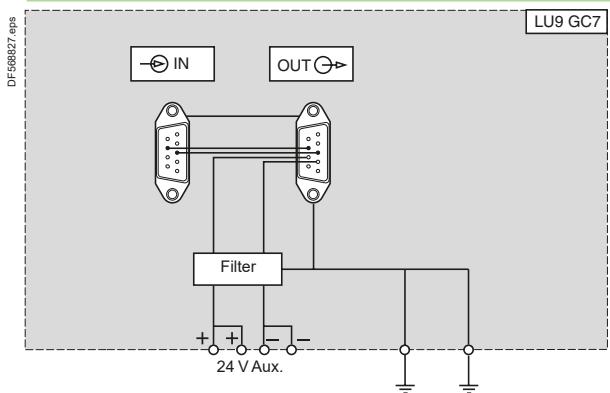 LU9 GC7
DF568827.eps
IN
OUT
Filter
+ + – –
24 V Aux.